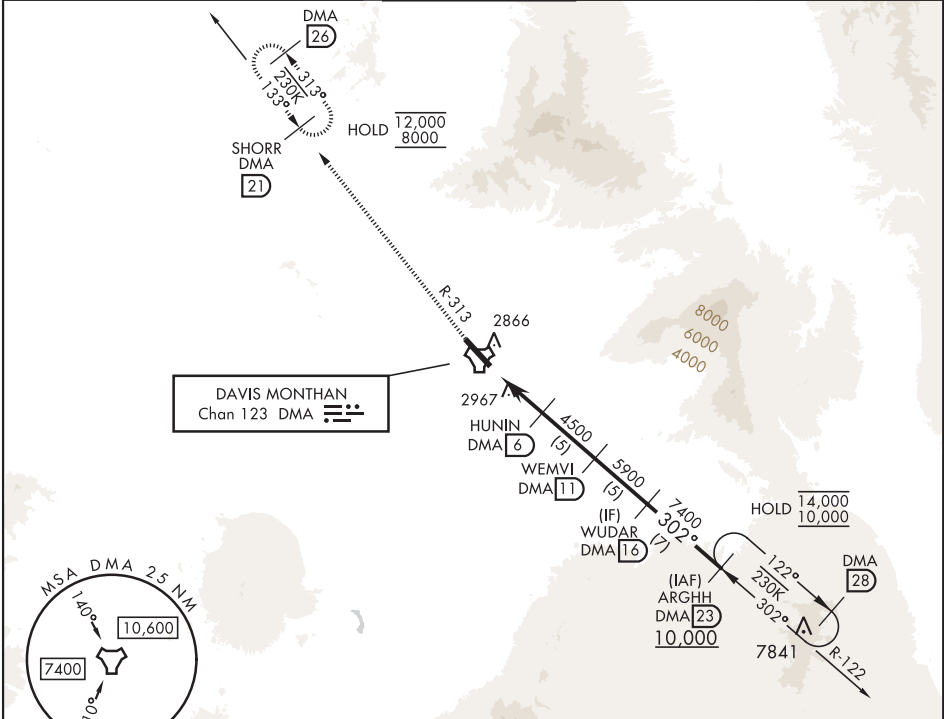 DMA
26
313°
230K
133°
HOLD 12,000
8000
SHORR
DMA
21
R-313
2866
8000
6000
4000
DAVIS MONTHAN
Chan 123 DMA
2967
HUNIN
DMA 6
4500
(5)
WEMVI
DMA 11
5900
(5)
(IF)
WUDAR
DMA 16
7400
302°
(7)
HOLD 14,000
10,000
(IAF)
ARGHH
DMA 23
10,000
122°
230K
302°
DMA
28
7841
R-122
MSA DMA 25 NM
140°
10,600
7400